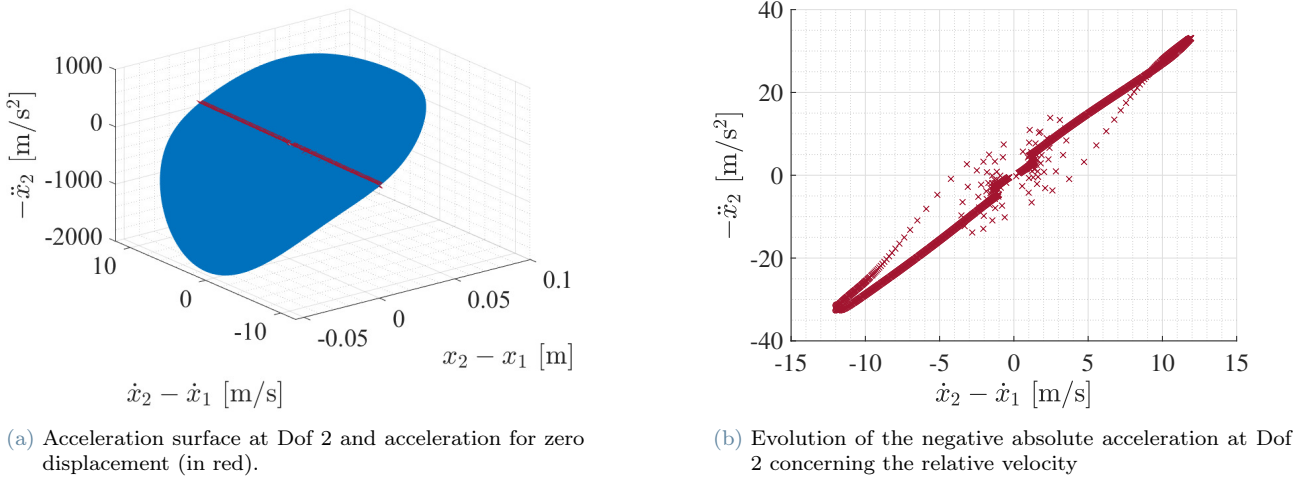 1000
0
-1000
-2000
−ẍ₂ [m/s²]
10
0
-10
ẋ₂ − ẋ₁ [m/s]
-0.05
0
0.05
0.1
x₂ − x₁ [m]
(a) Acceleration surface at Dof 2 and acceleration for zero
displacement (in red).
40
20
0
-20
-40
−ẍ₂ [m/s²]
-15 -10 -5 0 5 10 15
ẋ₂ − ẋ₁ [m/s]
(b) Evolution of the negative absolute acceleration at Dof
2 concerning the relative velocity